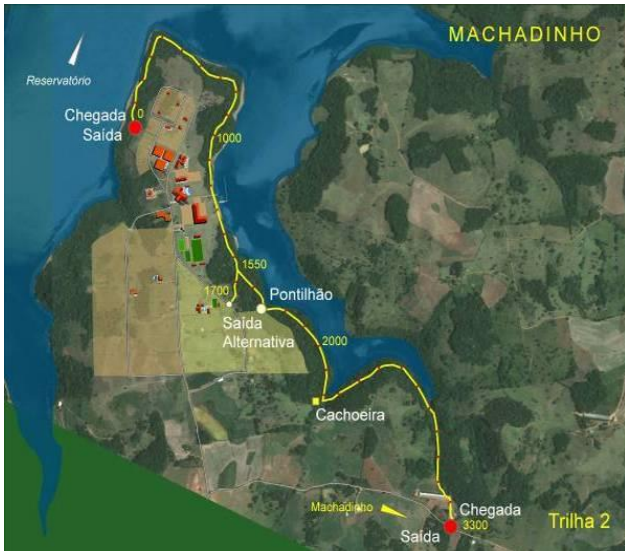 MACHADINHO
Reservatório
Chegada
Saída
0
1000
1550
1700
Pontilhão
Saída
Alternativa
2000
Cachoeira
Machadinho
Chegada
3300
Saída
Trilha 2